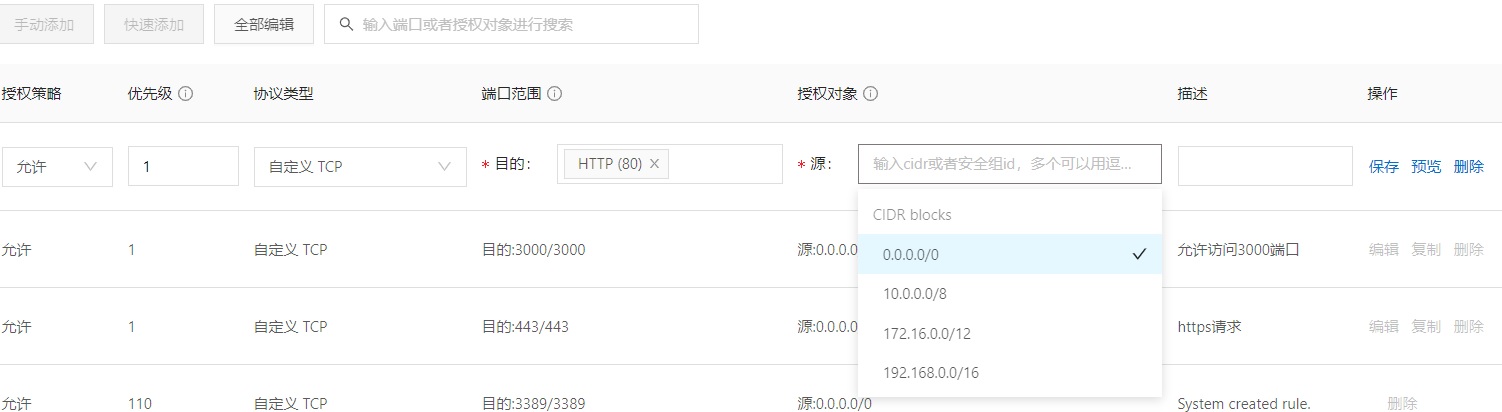 手动添加 快速添加 全部编辑 输入端口或者授权对象进行搜索
授权策略 优先级 协议类型 端口范围 授权对象 描述 操作
允许 1 自定义 TCP * 目的: HTTP (80) × * 源: 输入cidr或者安全组id，多个可以用逗... 保存 预览 删除
CIDR blocks
0.0.0.0/0
10.0.0.0/8
172.16.0.0/12
192.168.0.0/16
允许 1 自定义 TCP 目的:3000/3000 源:0.0.0.0 允许访问3000端口 编辑 复制 删除
允许 1 自定义 TCP 目的:443/443 源:0.0.0.0 https请求 编辑 复制 删除
允许 110 自定义 TCP 目的:3389/3389 源:0.0.0.0/0 System created rule. 删除